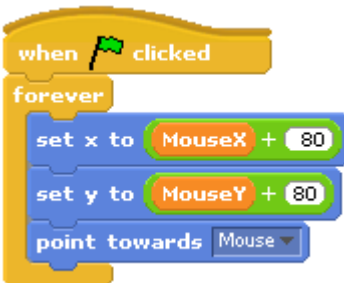 when clicked
forever
set x to MouseX + 80
set y to MouseY + 80
point towards Mouse